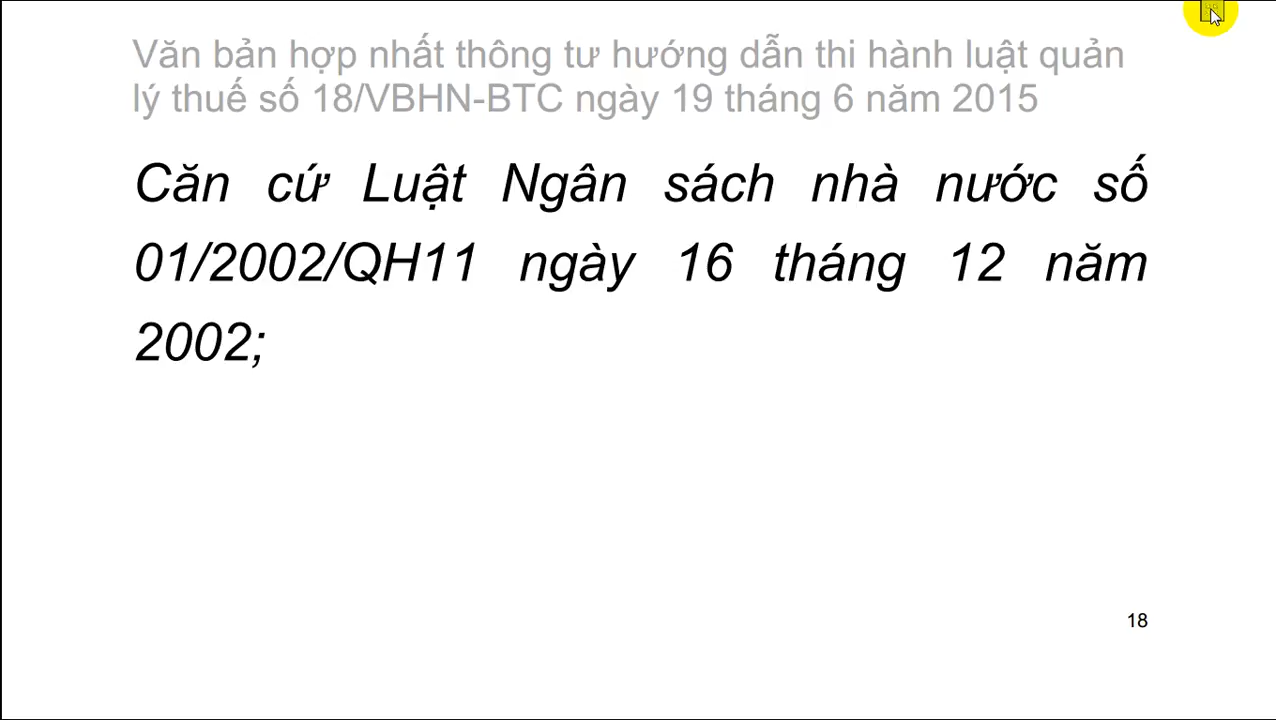 Văn bản hợp nhất thông tư hướng dẫn thi hành luật quản
lý thuế số 18/VBHN-BTC ngày 19 tháng 6 năm 2015
Căn cứ Luật Ngân sách nhà nước số
01/2002/QH11 ngày 16 tháng 12 năm
2002;
18